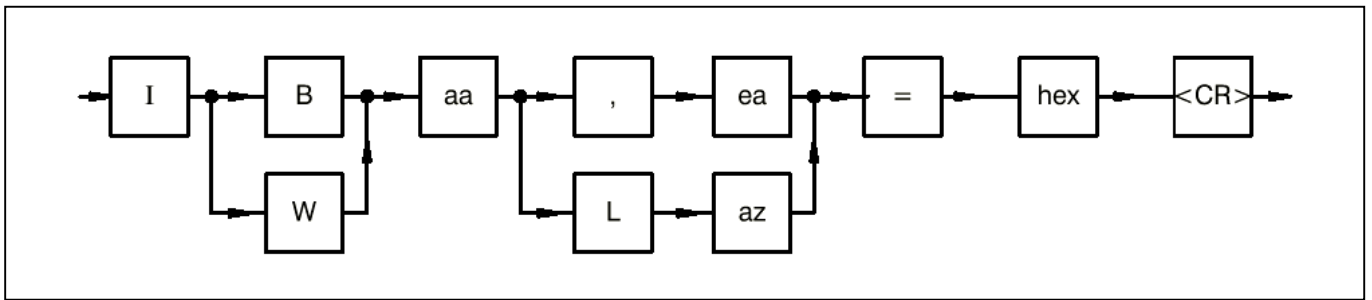 I B aa , ea = hex <CR>
W L az